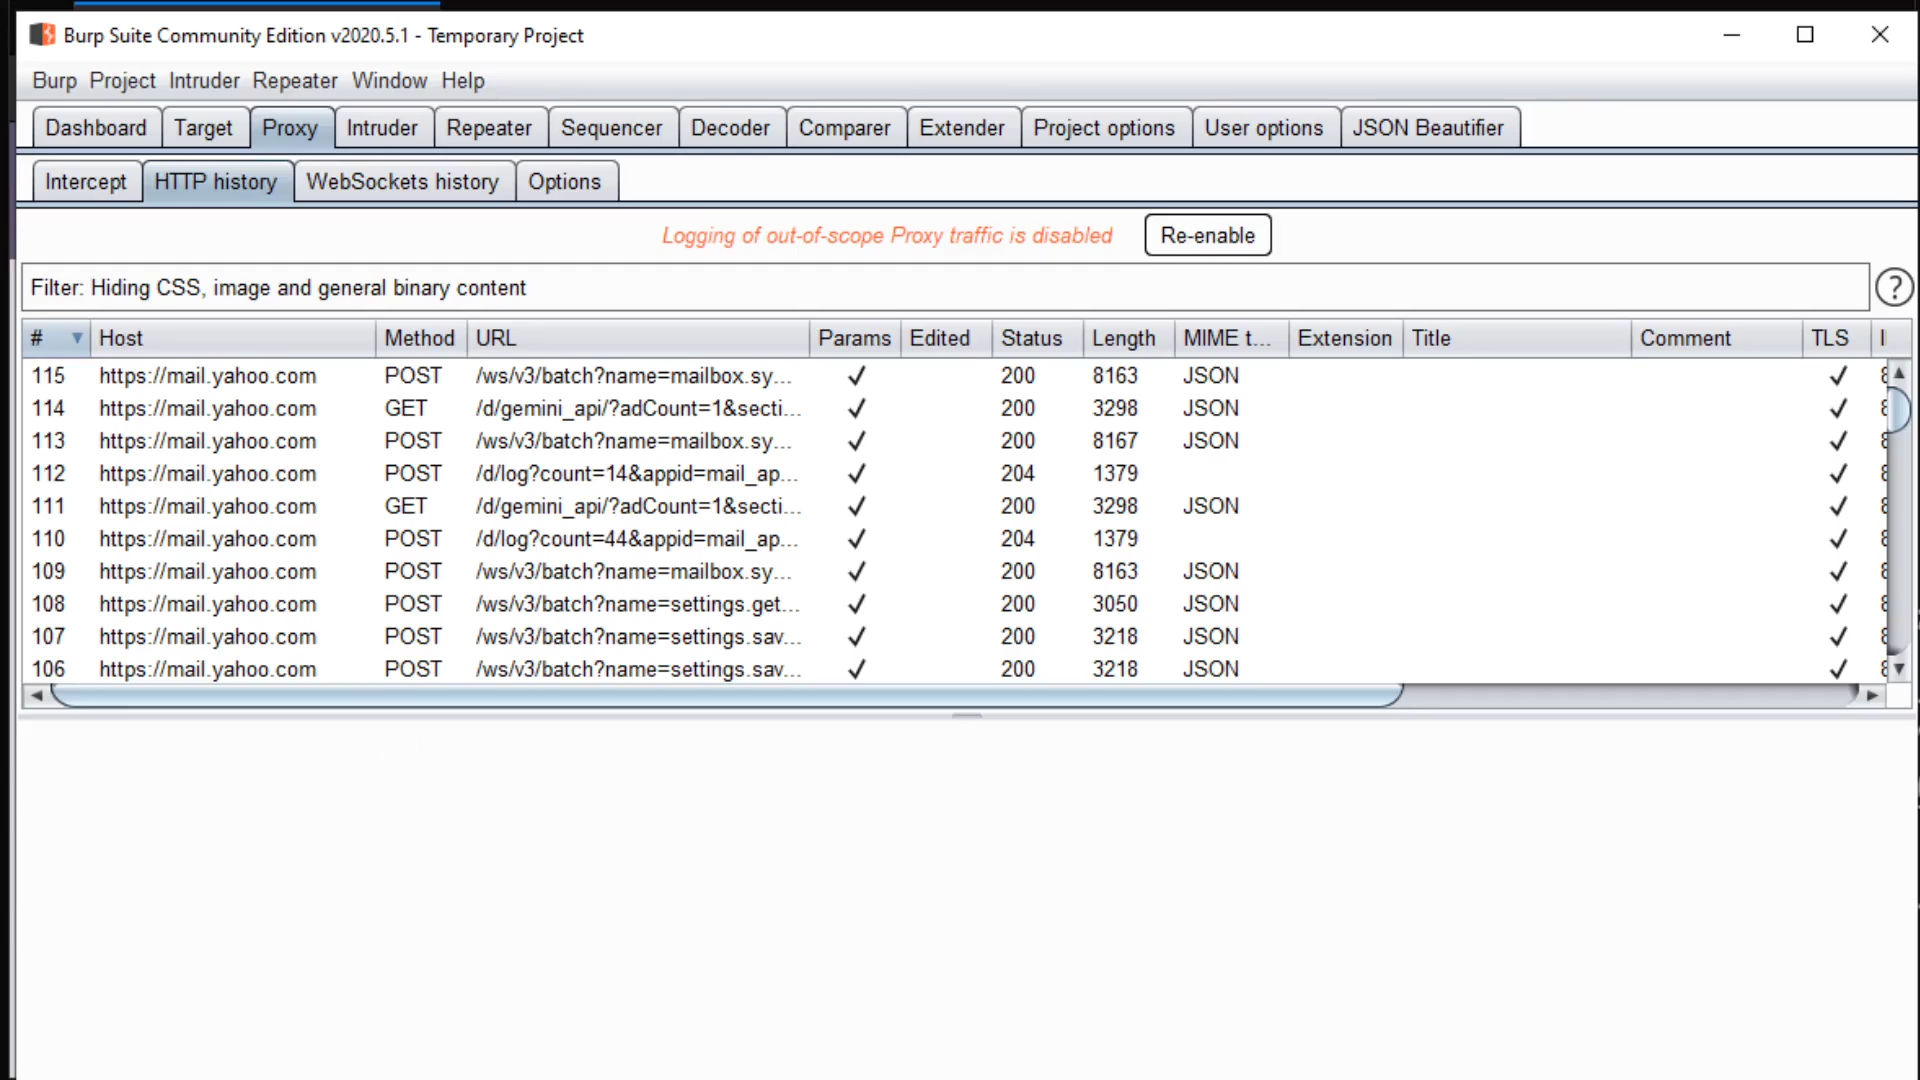 Burp Suite Community Edition v2020.5.1 - Temporary Project
Burp Project Intruder Repeater Window Help
Dashboard Target Proxy Intruder Repeater Sequencer Decoder Comparer Extender Project options User options JSON Beautifier
Intercept HTTP history WebSockets history Options
Logging of out-of-scope Proxy traffic is disabled Re-enable
Filter: Hiding CSS, image and general binary content ?
# Host Method URL Params Edited Status Length MIME t... Extension Title Comment TLS
115 https://mail.yahoo.com POST /ws/v3/batch?name=mailbox.sy... ✓ 200 8163 JSON ✓
114 https://mail.yahoo.com GET /d/gemini_api/?adCount=1&secti... ✓ 200 3298 JSON ✓
113 https://mail.yahoo.com POST /ws/v3/batch?name=mailbox.sy... ✓ 200 8167 JSON ✓
112 https://mail.yahoo.com POST /d/log?count=14&appid=mail_ap... ✓ 204 1379 ✓
111 https://mail.yahoo.com GET /d/gemini_api/?adCount=1&secti... ✓ 200 3298 JSON ✓
110 https://mail.yahoo.com POST /d/log?count=44&appid=mail_ap... ✓ 204 1379 ✓
109 https://mail.yahoo.com POST /ws/v3/batch?name=mailbox.sy... ✓ 200 8163 JSON ✓
108 https://mail.yahoo.com POST /ws/v3/batch?name=settings.get... ✓ 200 3050 JSON ✓
107 https://mail.yahoo.com POST /ws/v3/batch?name=settings.sav... ✓ 200 3218 JSON ✓
106 https://mail.yahoo.com POST /ws/v3/batch?name=settings.sav... ✓ 200 3218 JSON ✓